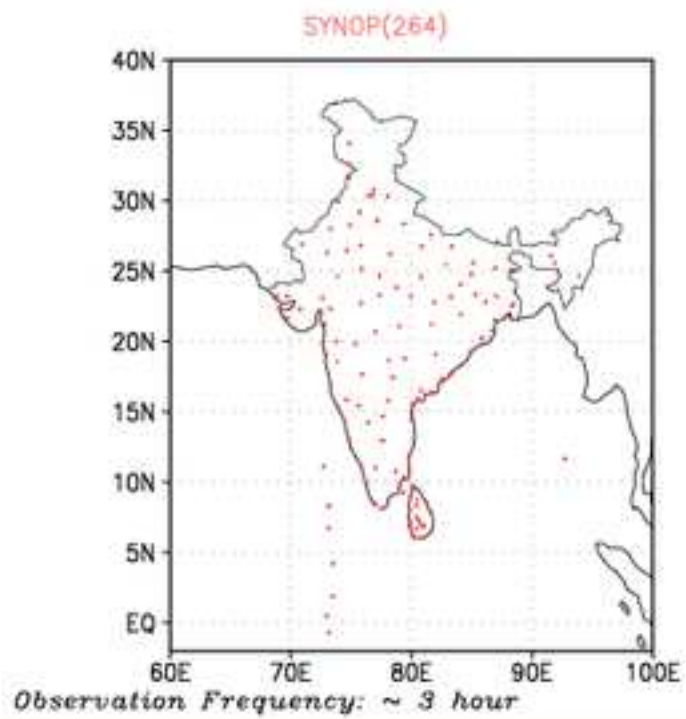 SYNOP(264)
40N
35N
30N
25N
20N
15N
10N
5N
EQ
60E 70E 80E 90E 100E
Observation Frequency: ~ 3 hour